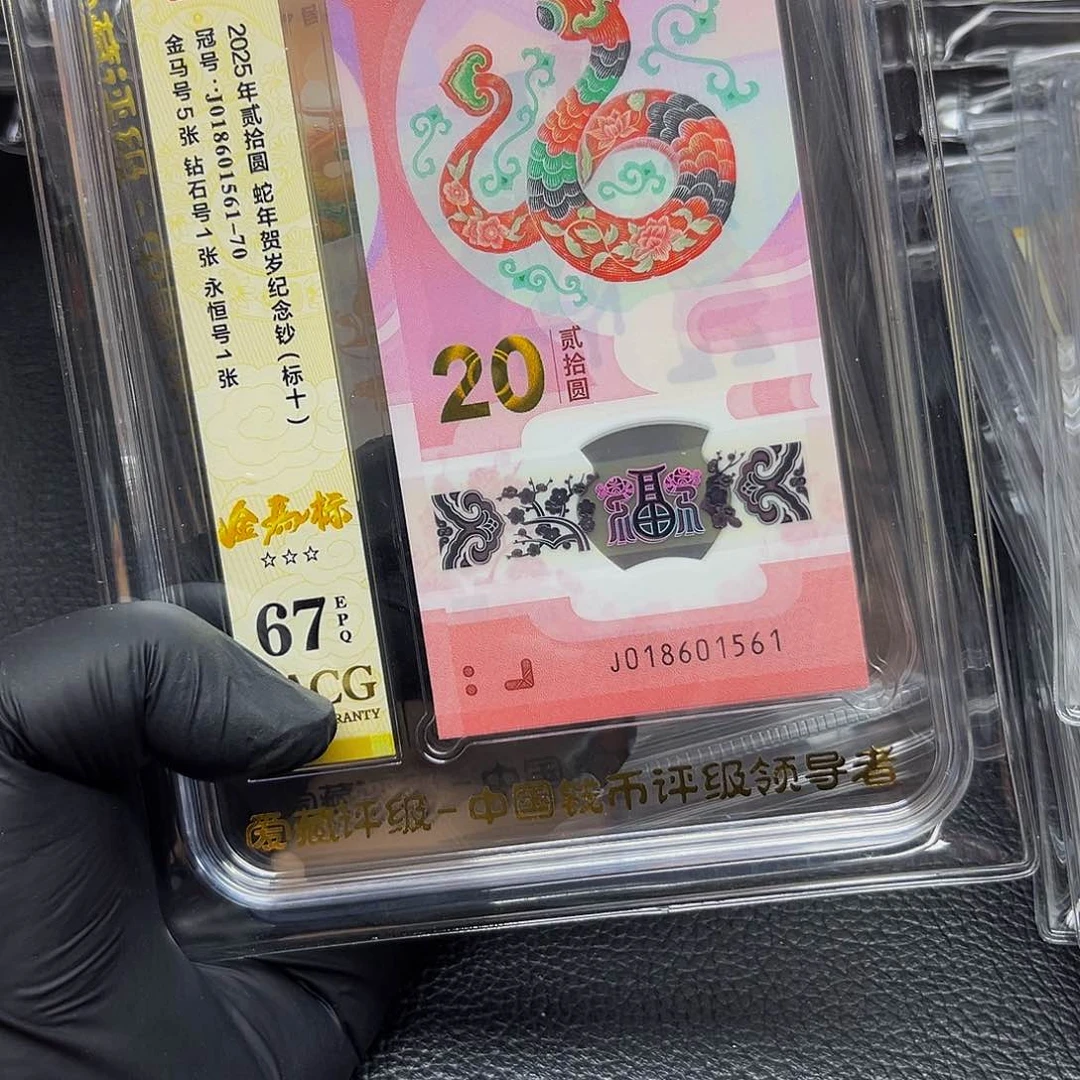 2025年贰拾圆 蛇年贺岁纪念钞(标十)
冠号:J018601561-70
金马号5张 钻石号1张 永恒号1张
金马标
☆☆☆
67
EPQ
ACG
RANTY
20
贰拾圆
福
J018601561
爱藏评级-中国钱币评级领导者